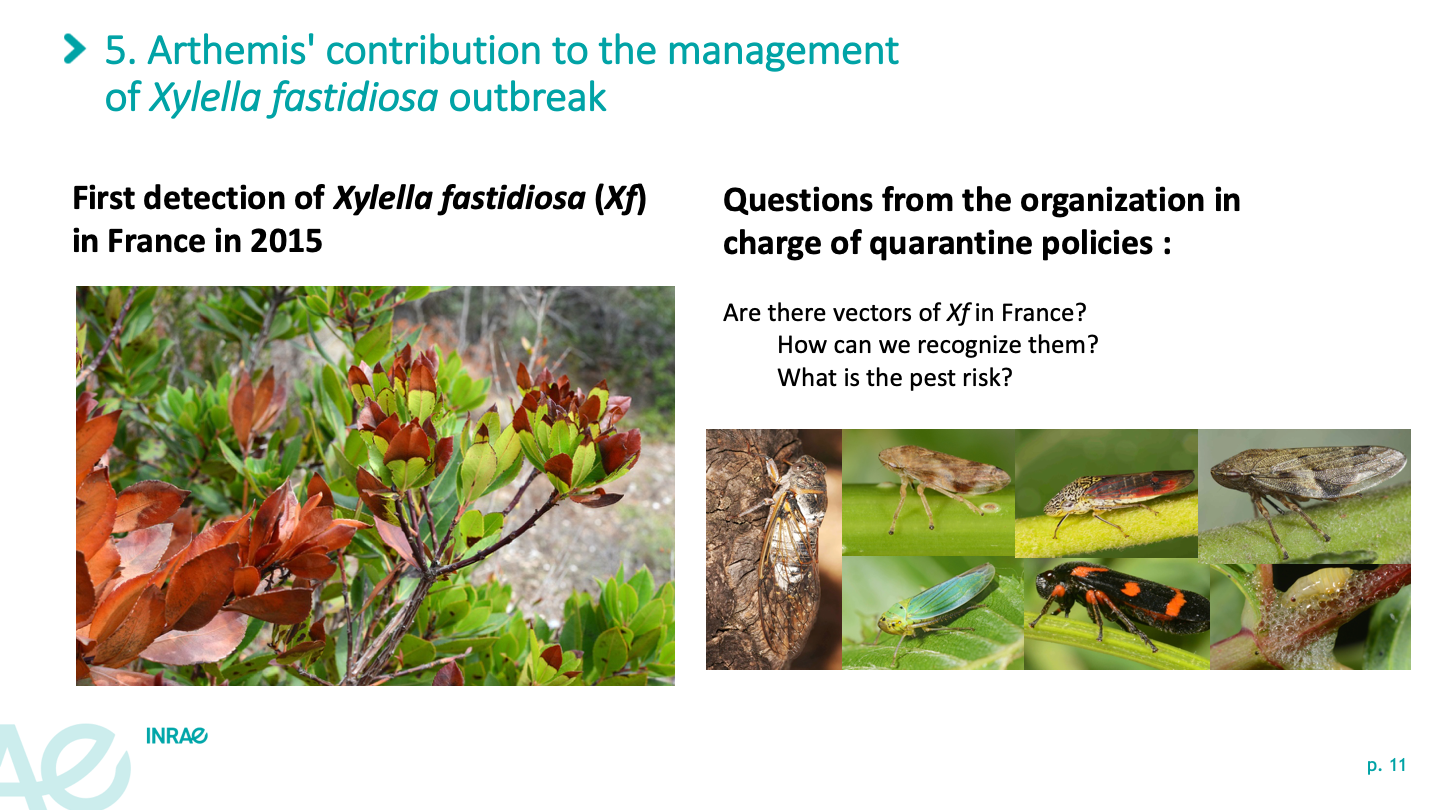 5. Arthemis' contribution to the management
of Xylella fastidiosa outbreak
First detection of Xylella fastidiosa (Xf)
in France in 2015
Questions from the organization in
charge of quarantine policies :
Are there vectors of Xf in France?
How can we recognize them?
What is the pest risk?
INRAE
p. 11